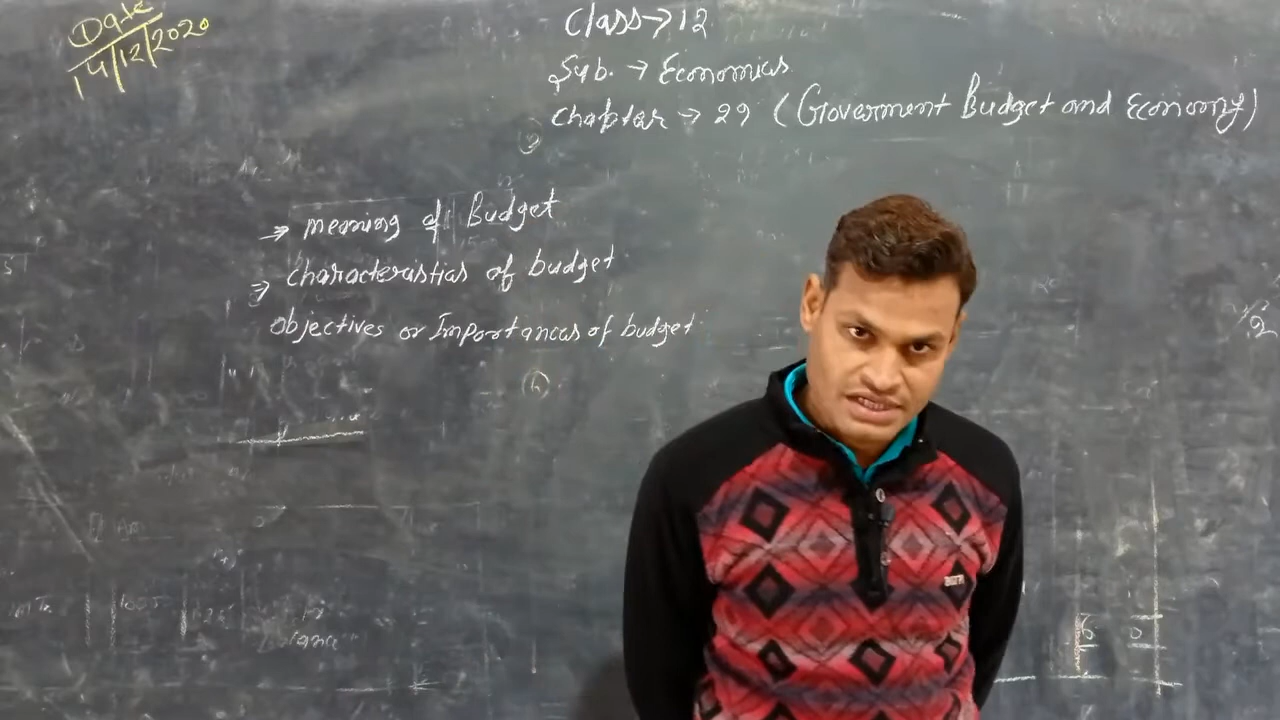 Date
14/12/2020
Class→12
Sub. → Economics
Chapter → 29 (Goverment Budget and Economy)
⇒ meaning of Budget
⇒ characteristics of budget
Objectives or Importances of budget